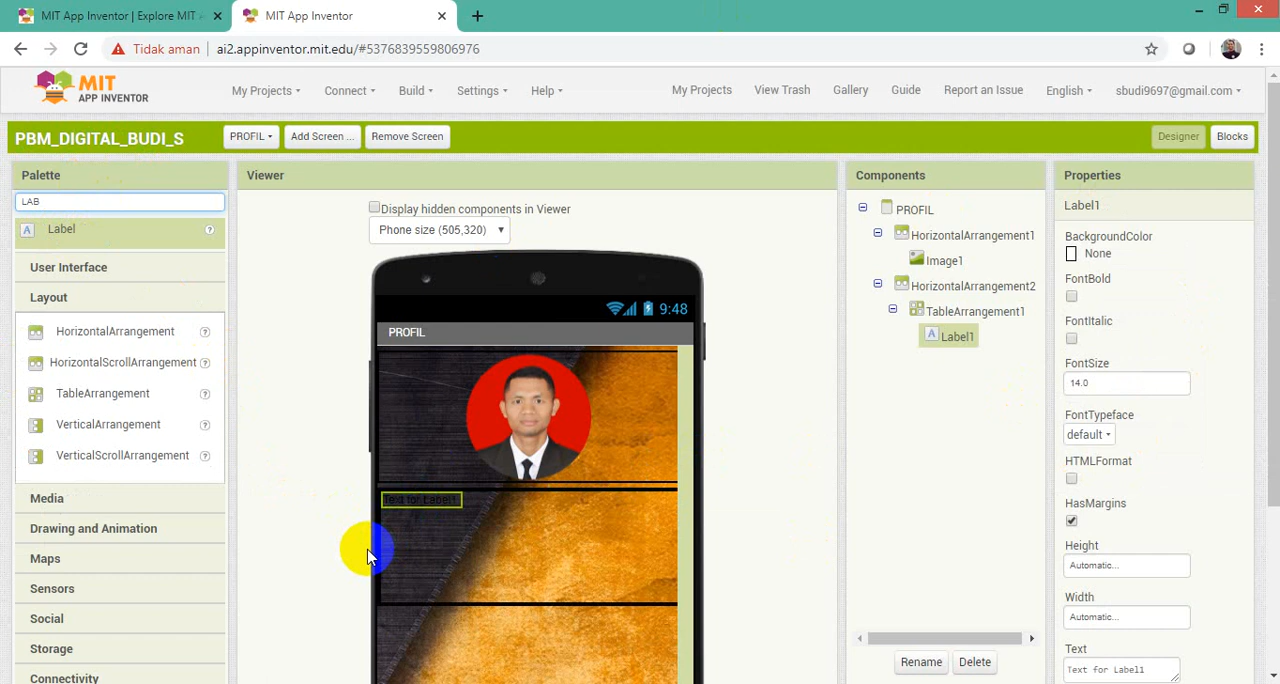 MIT App Inventor | Explore MIT A
MIT App Inventor
Tidak aman
ai2.appinventor.mit.edu/#5376839559806976
MIT
APP INVENTOR
My Projects
Connect
Build
Settings
Help
My Projects
View Trash
Gallery
Guide
Report an Issue
English
sbudi9697@gmail.com
PBM_DIGITAL_BUDI_S
PROFIL
Add Screen ...
Remove Screen
Designer
Blocks
Palette
LAB
Label
User Interface
Layout
HorizontalArrangement
HorizontalScrollArrangement
TableArrangement
VerticalArrangement
VerticalScrollArrangement
Media
Drawing and Animation
Maps
Sensors
Social
Storage
Connectivity
Viewer
Display hidden components in Viewer
Phone size (505,320)
9:48
PROFIL
Text for Label1
Components
PROFIL
HorizontalArrangement1
Image1
HorizontalArrangement2
TableArrangement1
Label1
Rename
Delete
Properties
Label1
BackgroundColor
None
FontBold
FontItalic
FontSize
14.0
FontTypeface
default
HTMLFormat
HasMargins
Height
Automatic...
Width
Automatic...
Text
Text for Label1